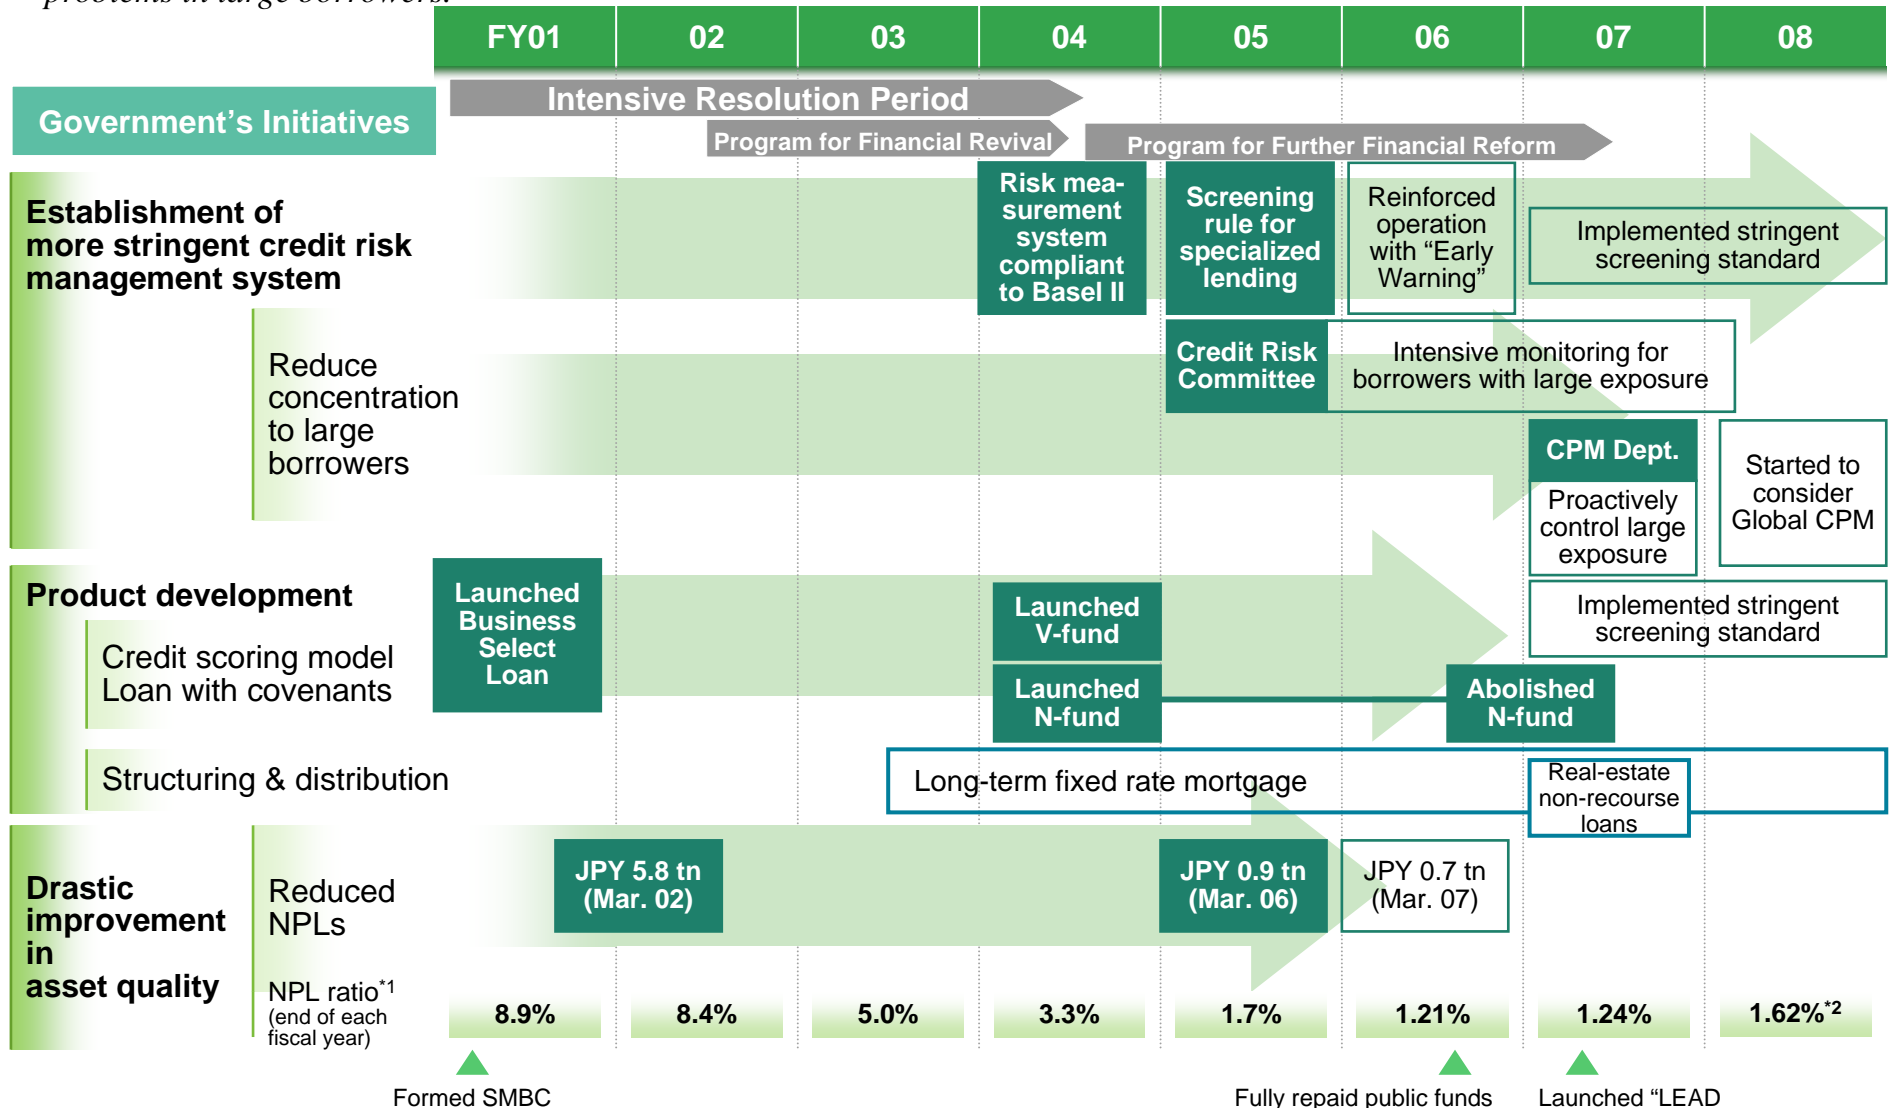 problems in large borrowers.
FY01 02 03 04 05 06 07 08
Government's Initiatives
Intensive Resolution Period
Program for Financial Revival
Program for Further Financial Reform
Establishment of
more stringent credit risk
management system
Risk mea-
surement
system
compliant
to Basel II
Screening
rule for
specialized
lending
Reinforced
operation
with “Early
Warning”
Implemented stringent
screening standard
Reduce
concentration
to large
borrowers
Credit Risk
Committee
Intensive monitoring for
borrowers with large exposure
CPM Dept.
Proactively
control large
exposure
Started to
consider
Global CPM
Product development
Credit scoring model
Loan with covenants
Launched
Business
Select
Loan
Launched
V-fund
Launched
N-fund
Abolished
N-fund
Implemented stringent
screening standard
Structuring & distribution
Long-term fixed rate mortgage
Real-estate
non-recourse
loans
Drastic
improvement
in
asset quality
Reduced
NPLs
JPY 5.8 tn
(Mar. 02)
JPY 0.9 tn
(Mar. 06)
JPY 0.7 tn
(Mar. 07)
NPL ratio*1
(end of each
fiscal year)
8.9% 8.4% 5.0% 3.3% 1.7% 1.21% 1.24% 1.62%*2
Formed SMBC
Fully repaid public funds
Launched “LEAD